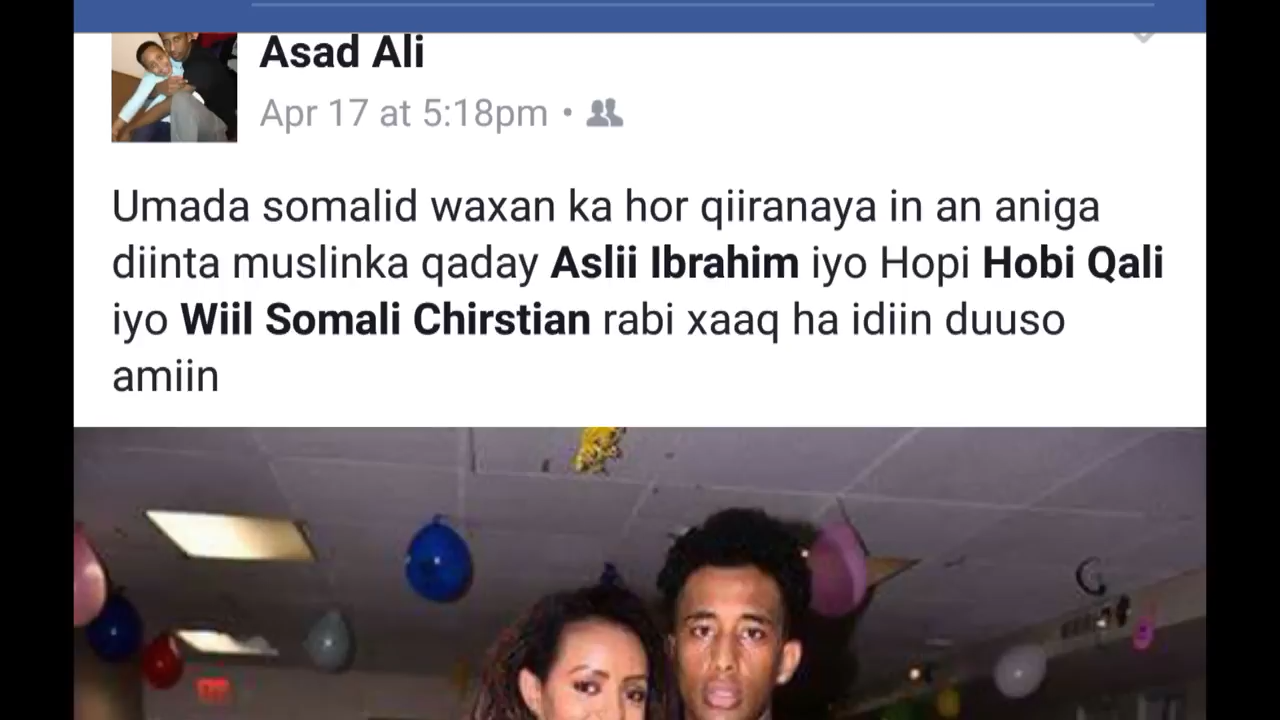 Asad Ali
Apr 17 at 5:18pm •
Umada somalid waxan ka hor qiiranaya in an aniga
diinta muslinka qaday Aslii Ibrahim iyo Hopi Hobi Qali
iyo Wiil Somali Chirstian rabi xaaq ha idiin duuso
amiin